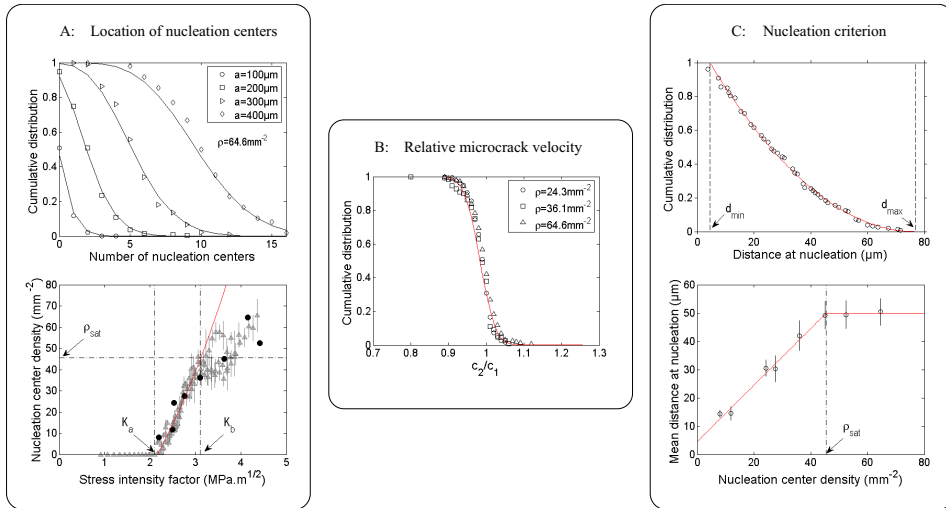 A: Location of nucleation centers
1
0.8
0.6
0.4
0.2
0
Cumulative distribution
a=100μm
a=200μm
a=300μm
a=400μm
ρ=64.6mm-2
0 5 10 15
Number of nucleation centers
80
70
60
50
40
30
20
10
0
Nucleation center density (mm-2)
ρsat
Ka
Kb
0 1 2 3 4 5
Stress intensity factor (MPa.m1/2)
B: Relative microcrack velocity
1
0.8
0.6
0.4
0.2
0
Cumulative distribution
ρ=24.3mm-2
ρ=36.1mm-2
ρ=64.6mm-2
0.7 0.8 0.9 1 1.1 1.2 1.3
c2/c1
C: Nucleation criterion
1
0.8
0.6
0.4
0.2
0
Cumulative distribution
dmin
dmax
0 20 40 60 80
Distance at nucleation (μm)
60
50
40
30
20
10
0
Mean distance at nucleation (μm)
ρsat
0 20 40 60 80
Nucleation center density (mm-2)